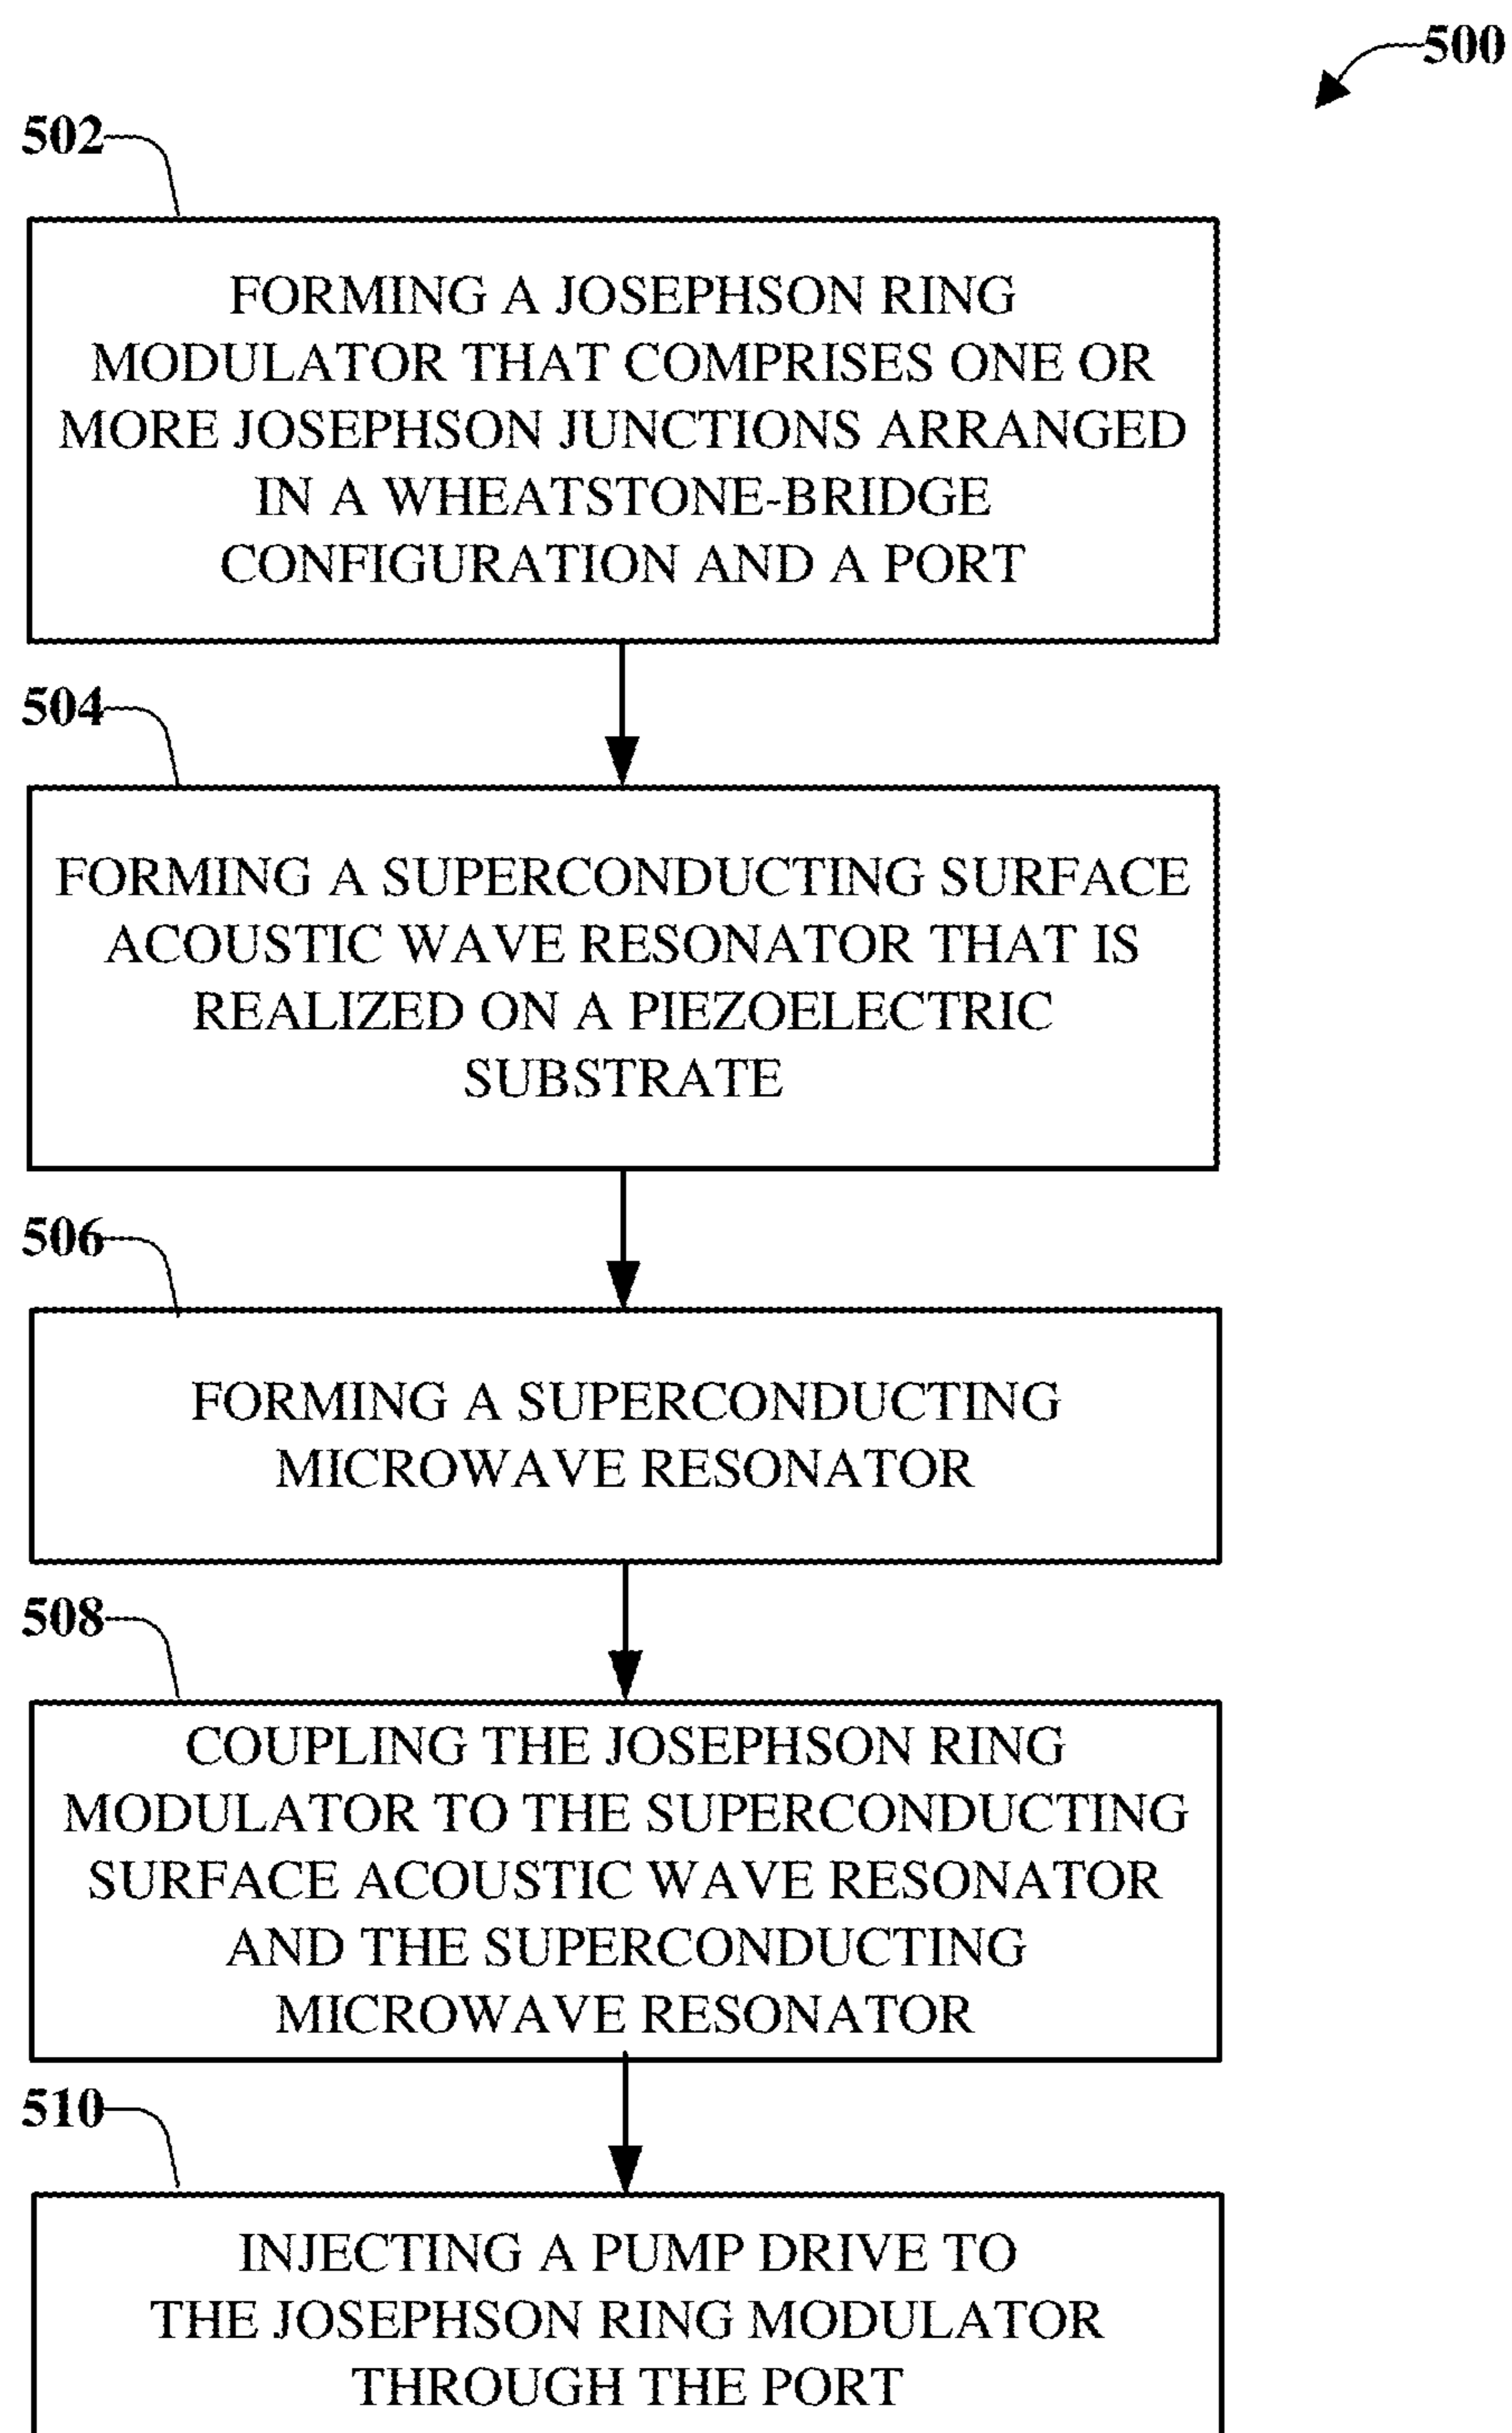 500
502
FORMING A JOSEPHSON RING
MODULATOR THAT COMPRISES ONE OR
MORE JOSEPHSON JUNCTIONS ARRANGED
IN A WHEATSTONE-BRIDGE
CONFIGURATION AND A PORT
504
FORMING A SUPERCONDUCTING SURFACE
ACOUSTIC WAVE RESONATOR THAT IS
REALIZED ON A PIEZOELECTRIC
SUBSTRATE
506
FORMING A SUPERCONDUCTING
MICROWAVE RESONATOR
508
COUPLING THE JOSEPHSON RING
MODULATOR TO THE SUPERCONDUCTING
SURFACE ACOUSTIC WAVE RESONATOR
AND THE SUPERCONDUCTING
MICROWAVE RESONATOR
510
INJECTING A PUMP DRIVE TO
THE JOSEPHSON RING MODULATOR
THROUGH THE PORT